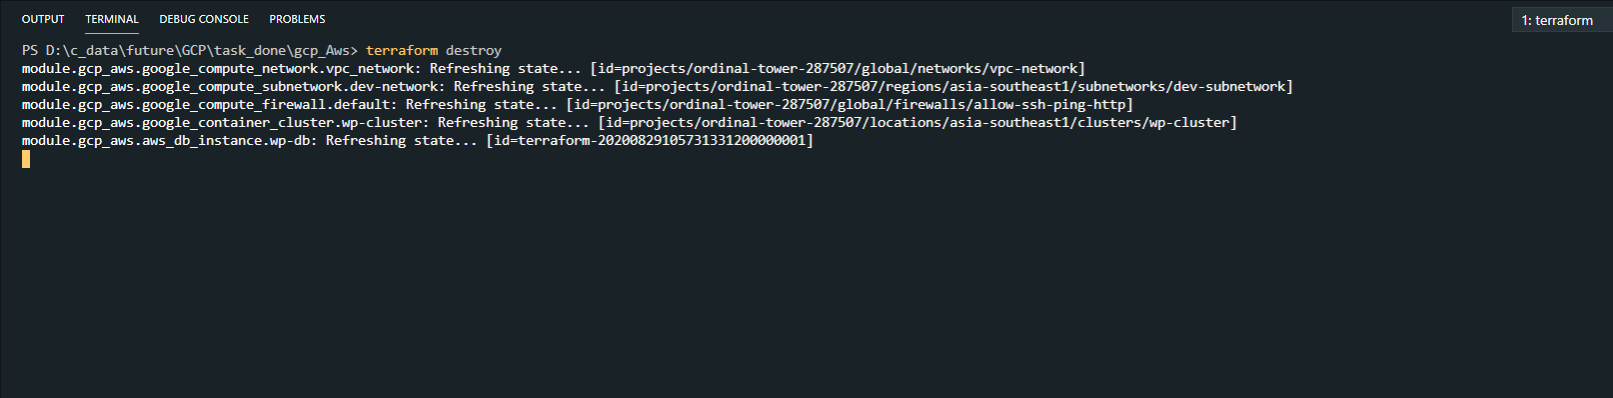 OUTPUT TERMINAL DEBUG CONSOLE PROBLEMS 1: terraform
PS D:\c_data\future\GCP\task_done\gcp_Aws> terraform destroy
module.gcp_aws.google_compute_network.vpc_network: Refreshing state... [id=projects/ordinal-tower-287507/global/networks/vpc-network]
module.gcp_aws.google_compute_subnetwork.dev-network: Refreshing state... [id=projects/ordinal-tower-287507/regions/asia-southeast1/subnetworks/dev-subnetwork]
module.gcp_aws.google_compute_firewall.default: Refreshing state... [id=projects/ordinal-tower-287507/global/firewalls/allow-ssh-ping-http]
module.gcp_aws.google_container_cluster.wp-cluster: Refreshing state... [id=projects/ordinal-tower-287507/locations/asia-southeast1/clusters/wp-cluster]
module.gcp_aws.aws_db_instance.wp-db: Refreshing state... [id=terraform-20200829105731331200000001]